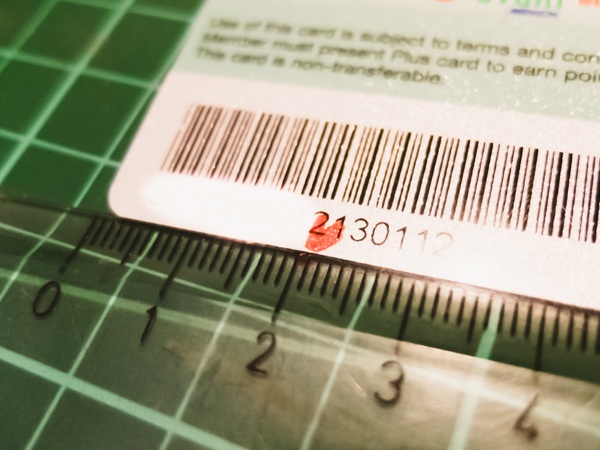 Use of this card is subject to terms and con
Member must present Plus card to earn poi
This card is non-transferable.
2130112
0 1 2 3 4